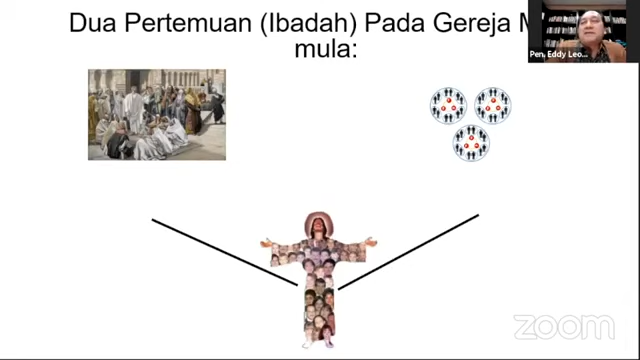 Dua Pertemuan (Ibadah) Pada Gereja M
mula:
Pen. Eddy Leo...
zoom